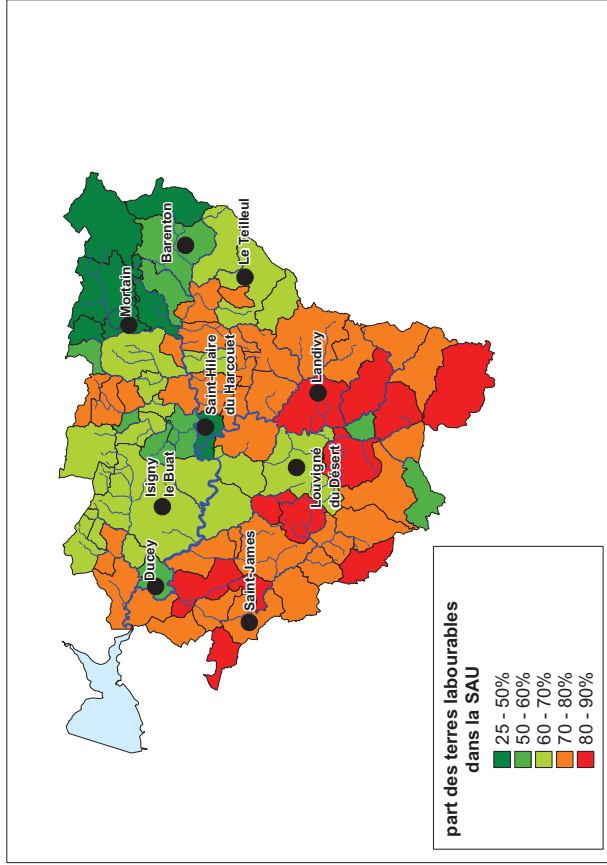 Mortain
Barenton
Le Teilleul
Isigny
le Buat
Saint-Hilaire
du Harcouet
Ducey
Landivy
Louvigné
du Désert
Saint-James
part des terres labourables
dans la SAU
25 - 50%
50 - 60%
60 - 70%
70 - 80%
80 - 90%